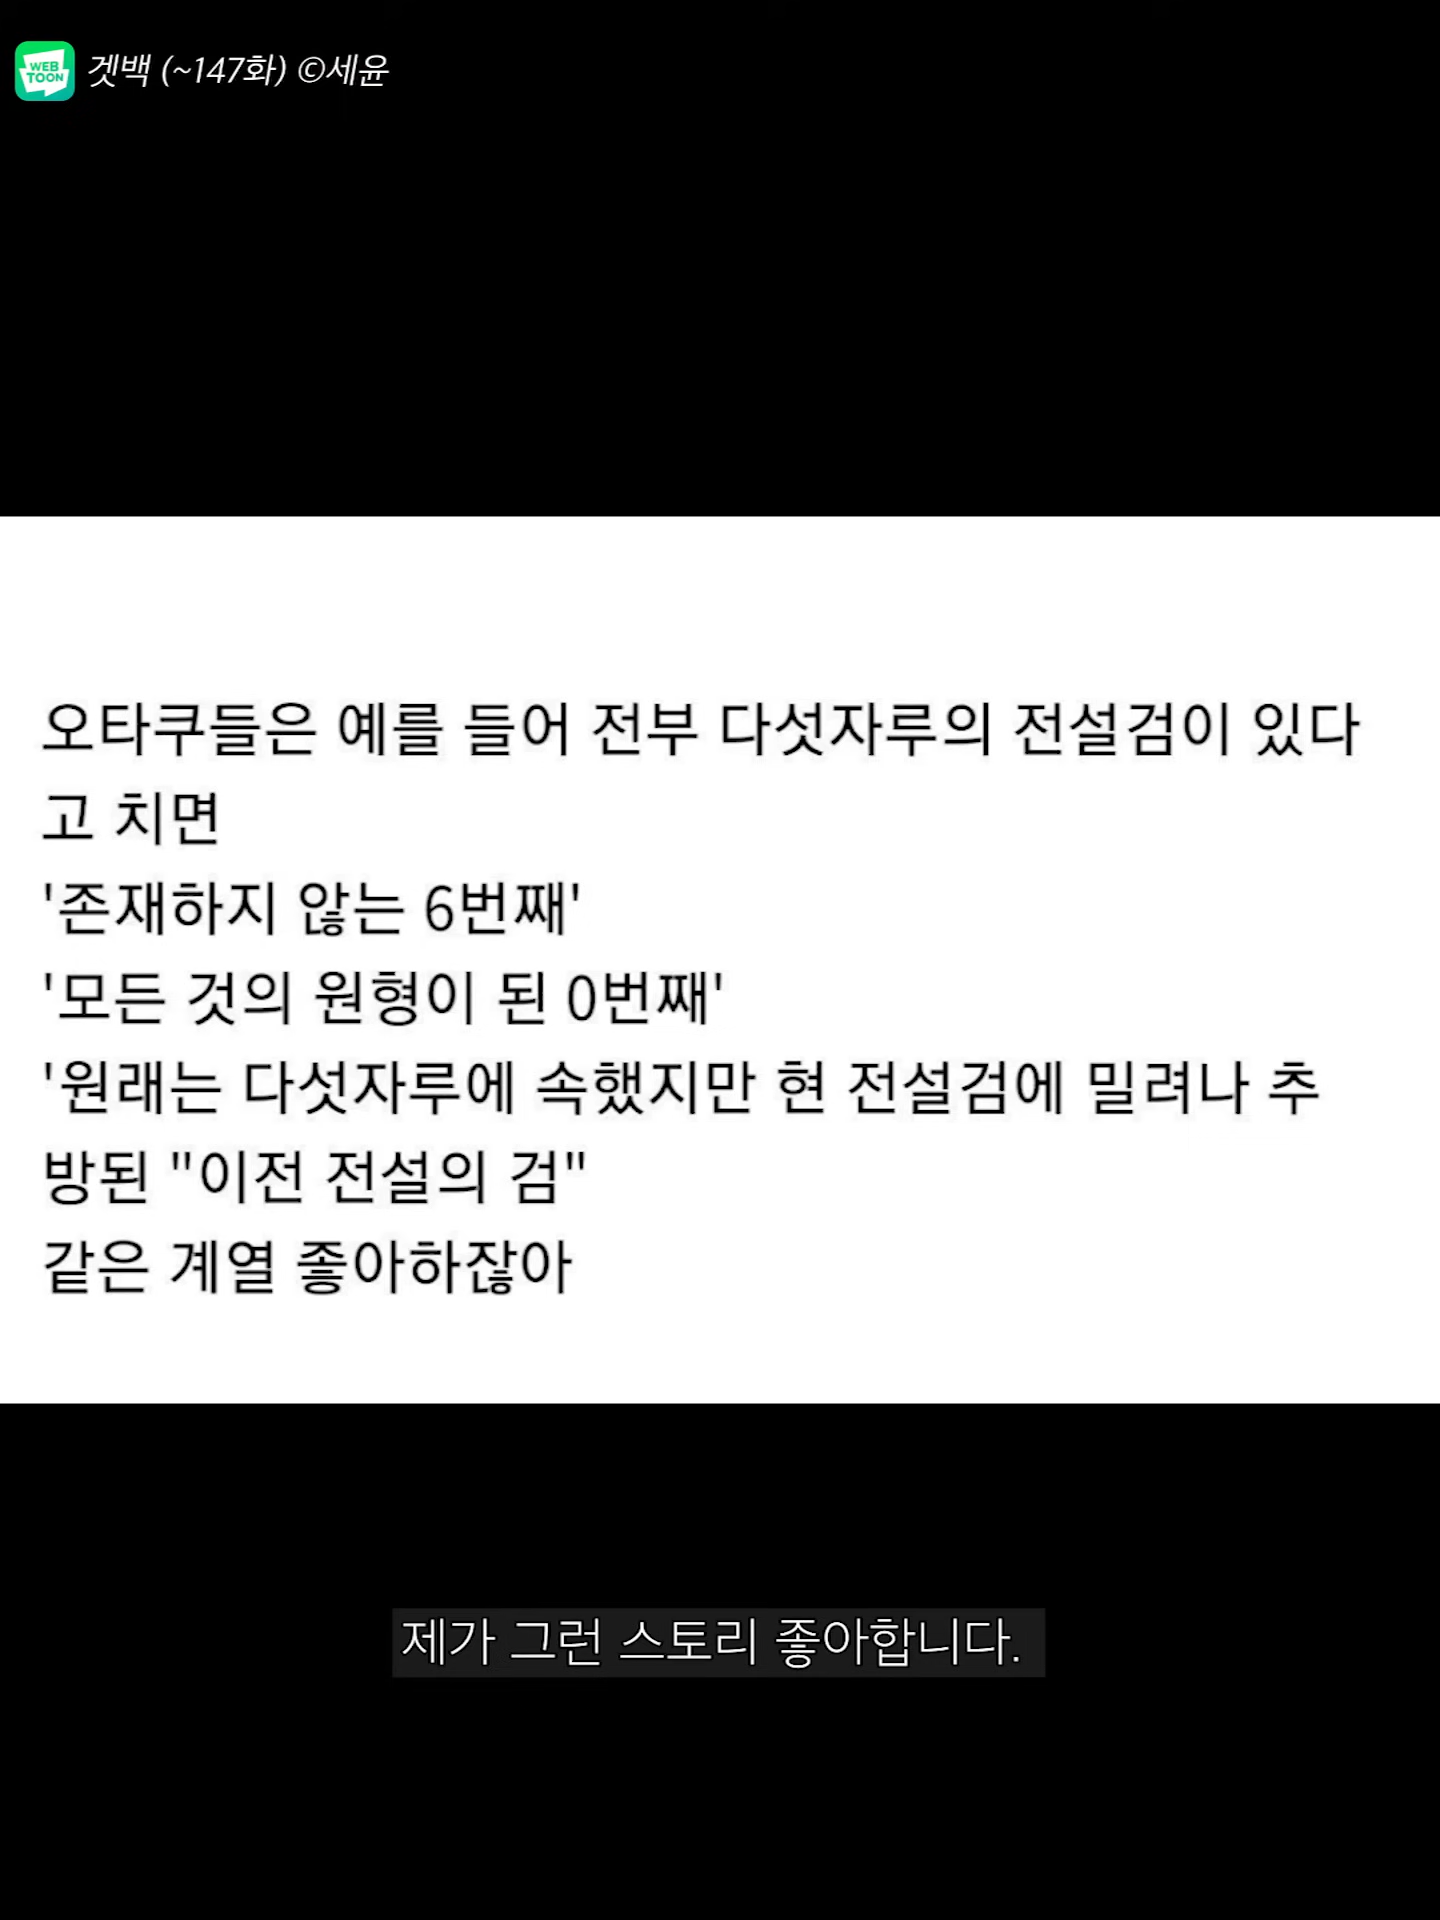 WEB
TOON
겟백 (~147화) ©세윤
오타쿠들은 예를 들어 전부 다섯자루의 전설검이 있다
고 치면
'존재하지 않는 6번째'
'모든 것의 원형이 된 0번째'
'원래는 다섯자루에 속했지만 현 전설검에 밀려나 추
방된 "이전 전설의 검"
같은 계열 좋아하잖아
제가 그런 스토리 좋아합니다.